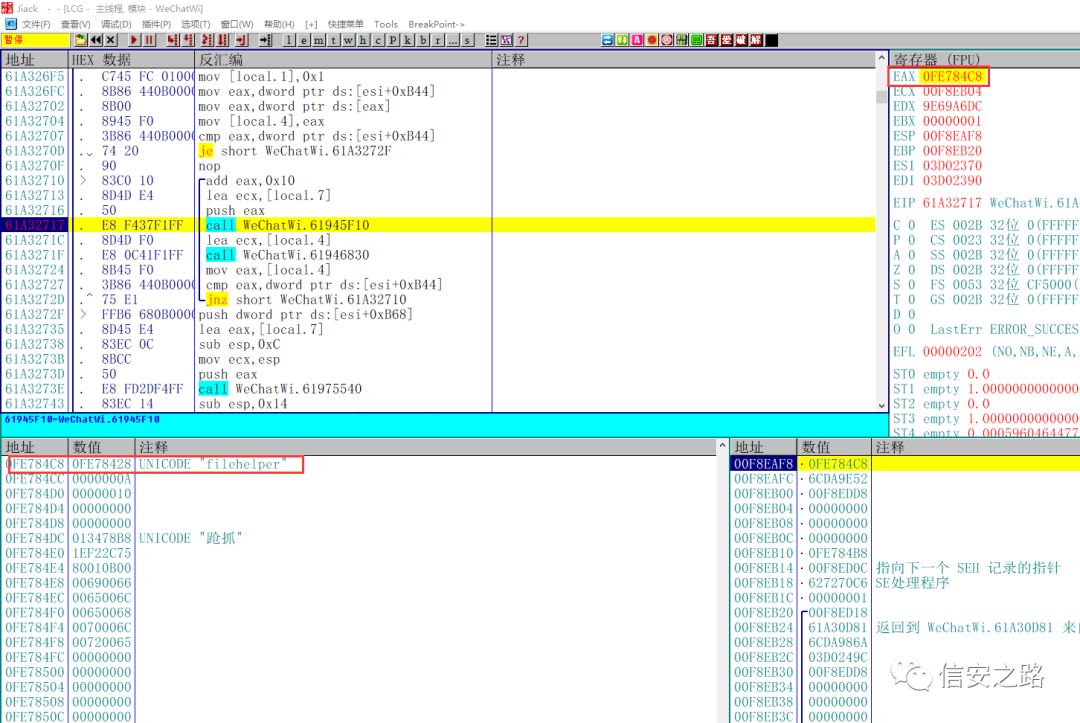 Jiack - - [LCG - 主线程, 模块 - WeChatWi]
文件(F) 查看(V) 调试(D) 插件(P) 选项(T) 窗口(W) 帮助(H) [+] 快捷菜单 Tools BreakPoint->
暂停 l e m t w h c P k b r ... s ? 吾 爱 破 解
地址 HEX 数据 反汇编 注释
61A326F5 . C745 FC 01000 mov [local.1],0x1
61A326FC . 8B86 440B0000 mov eax,dword ptr ds:[esi+0xB44]
61A32702 . 8B00 mov eax,dword ptr ds:[eax]
61A32704 . 8945 F0 mov [local.4],eax
61A32707 . 3B86 440B0000 cmp eax,dword ptr ds:[esi+0xB44]
61A3270D . 74 20 je short WeChatWi.61A3272F
61A3270F . 90 nop
61A32710 > 83C0 10 add eax,0x10
61A32713 . 8D4D E4 lea ecx,[local.7]
61A32716 . 50 push eax
61A32717 . E8 F437F1FF call WeChatWi.61945F10
61A3271C . 8D4D F0 lea ecx,[local.4]
61A3271F . E8 0C41F1FF call WeChatWi.61946830
61A32724 . 8B45 F0 mov eax,[local.4]
61A32727 . 3B86 440B0000 cmp eax,dword ptr ds:[esi+0xB44]
61A3272D .^ 75 E1 jnz short WeChatWi.61A32710
61A3272F > FFB6 680B0000 push dword ptr ds:[esi+0xB68]
61A32735 . 8D45 E4 lea eax,[local.7]
61A32738 . 83EC 0C sub esp,0xC
61A3273B . 8BCC mov ecx,esp
61A3273D . 50 push eax
61A3273E . E8 FD2DF4FF call WeChatWi.61975540
61A32743 . 83EC 14 sub esp,0x14
61945F10=WeChatWi.61945F10
寄存器 (FPU)
EAX 0FE784C8
ECX 00F8EB04
EDX 9E69A6DC
EBX 00000001
ESP 00F8EAF8
EBP 00F8EB20
ESI 03D02370
EDI 03D02390
EIP 61A32717 WeChatWi.61A
C 0 ES 002B 32位 0(FFFFF
P 0 CS 0023 32位 0(FFFFF
A 0 SS 002B 32位 0(FFFFF
Z 0 DS 002B 32位 0(FFFFF
S 0 FS 0053 32位 CF5000(
T 0 GS 002B 32位 0(FFFFF
D 0
O 0 LastErr ERROR_SUCCES
EFL 00000202 (NO,NB,NE,A,
ST0 empty 0.0
ST1 empty 1.0000000000000
ST2 empty 0.0
ST3 empty 1.0000000000000
ST4 empty 0.0005960464477
地址 数值 注释
0FE784C8 0FE78428 UNICODE "filehelper"
0FE784CC 0000000A
0FE784D0 00000010
0FE784D4 00000000
0FE784D8 00000000
0FE784DC 013478B8 UNICODE "跄抓"
0FE784E0 1EF22C75
0FE784E4 80010B00
0FE784E8 00690066
0FE784EC 0065006C
0FE784F0 00650068
0FE784F4 0070006C
0FE784F8 00720065
0FE784FC 00000000
0FE78500 00000000
0FE78504 00000000
0FE78508 00000000
0FE7850C 00000000
地址 数值 注释
00F8EAF8 0FE784C8
00F8EAFC 6CDA9E52
00F8EB00 00F8EDD8
00F8EB04 00000000
00F8EB08 00000000
00F8EB0C 00000000
00F8EB10 0FE784B8
00F8EB14 00F8ED0C 指向下一个 SEH 记录的指针
00F8EB18 627270C6 SE处理程序
00F8EB1C 00000001
00F8EB20 00F8ED18
00F8EB24 61A30D81 返回到 WeChatWi.61A30D81 来自
00F8EB28 6CDA986A
00F8EB2C 03D0249C
00F8EB30 00F8EDD8
00F8EB34 00000000
00F8EB38 00000000
00F8EB3C 00000000
信安之路